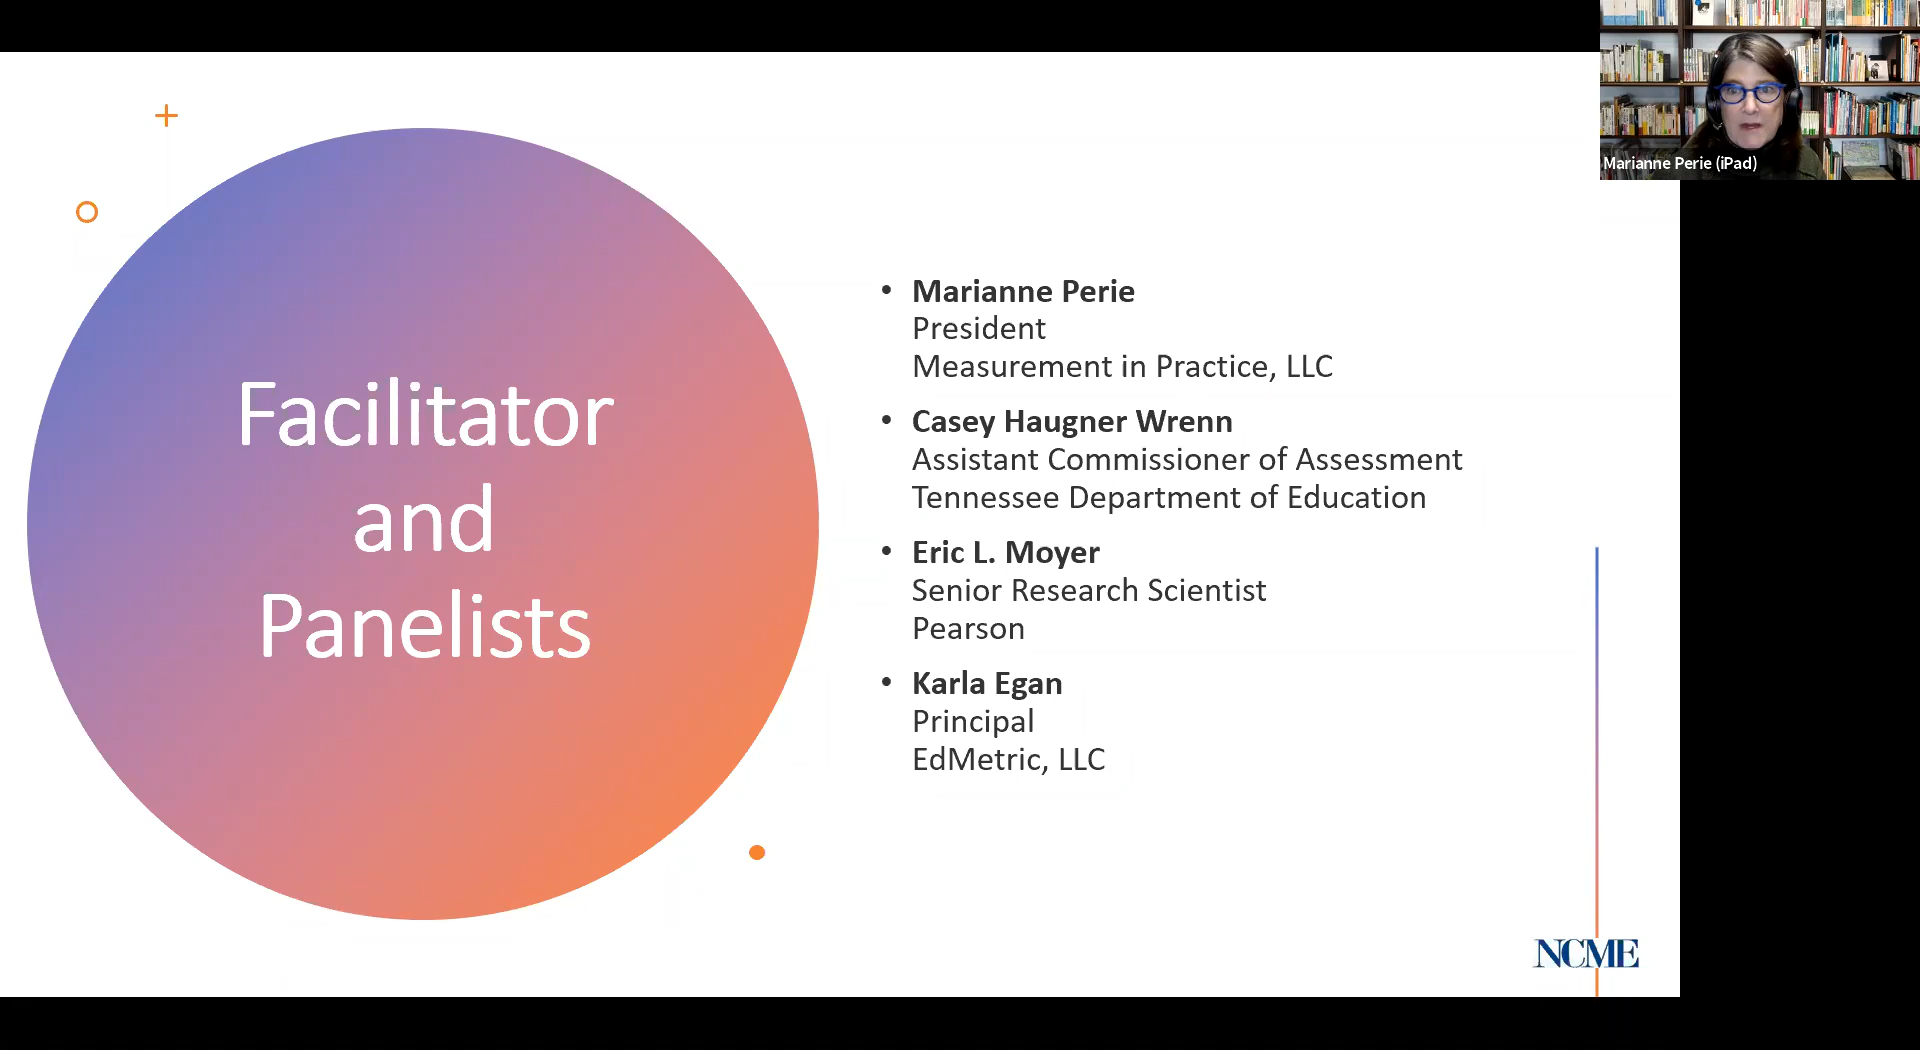 Marianne Perie (iPad)
Facilitator
and
Panelists
• Marianne Perie
President
Measurement in Practice, LLC
• Casey Haugner Wrenn
Assistant Commissioner of Assessment
Tennessee Department of Education
• Eric L. Moyer
Senior Research Scientist
Pearson
• Karla Egan
Principal
EdMetric, LLC
NCME